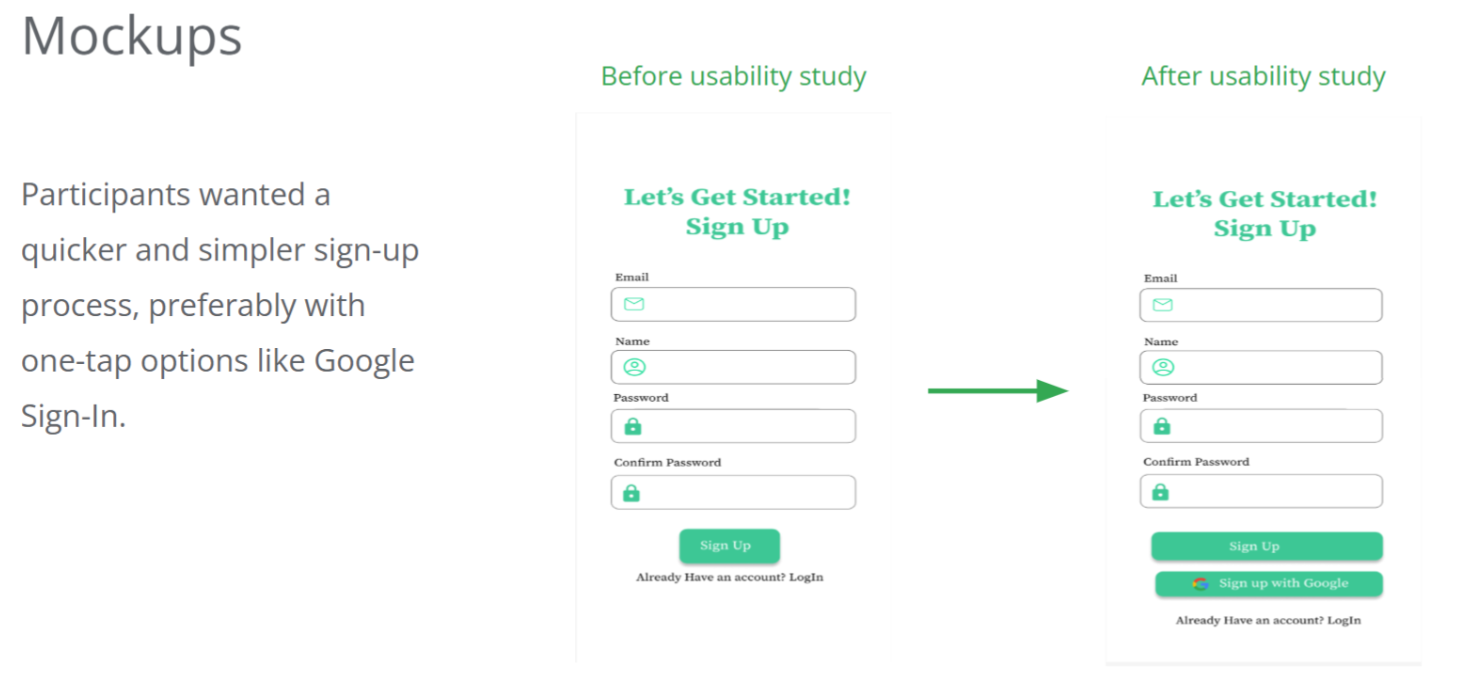 Mockups
Participants wanted a
quicker and simpler sign-up
process, preferably with
one-tap options like Google
Sign-In.
Before usability study
Let's Get Started!
Sign Up
Email
Name
Password
Confirm Password
Sign Up
Already Have an account? LogIn
After usability study
Let's Get Started!
Sign Up
Email
Name
Password
Confirm Password
Sign Up
Sign up with Google
Already Have an account? LogIn